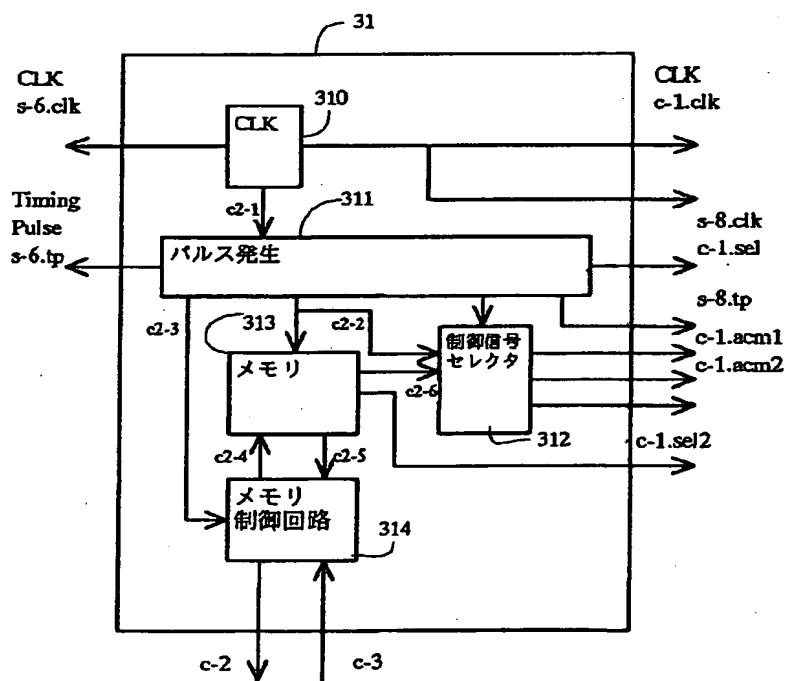 31
CLK
s-6.clk
CLK
c-1.clk
310
CLK
c2-1
311
Timing
Pulse
s-6.tp
s-8.clk
c-1.sel
パルス発生
s-8.tp
c2-3
313
c2-2
c-1.acm1
制御信号
セレクタ
c-1.acm2
メモリ
c2-6
312
c-1.sel2
c2-4
c2-5
メモリ
制御回路
314
c-2
c-3